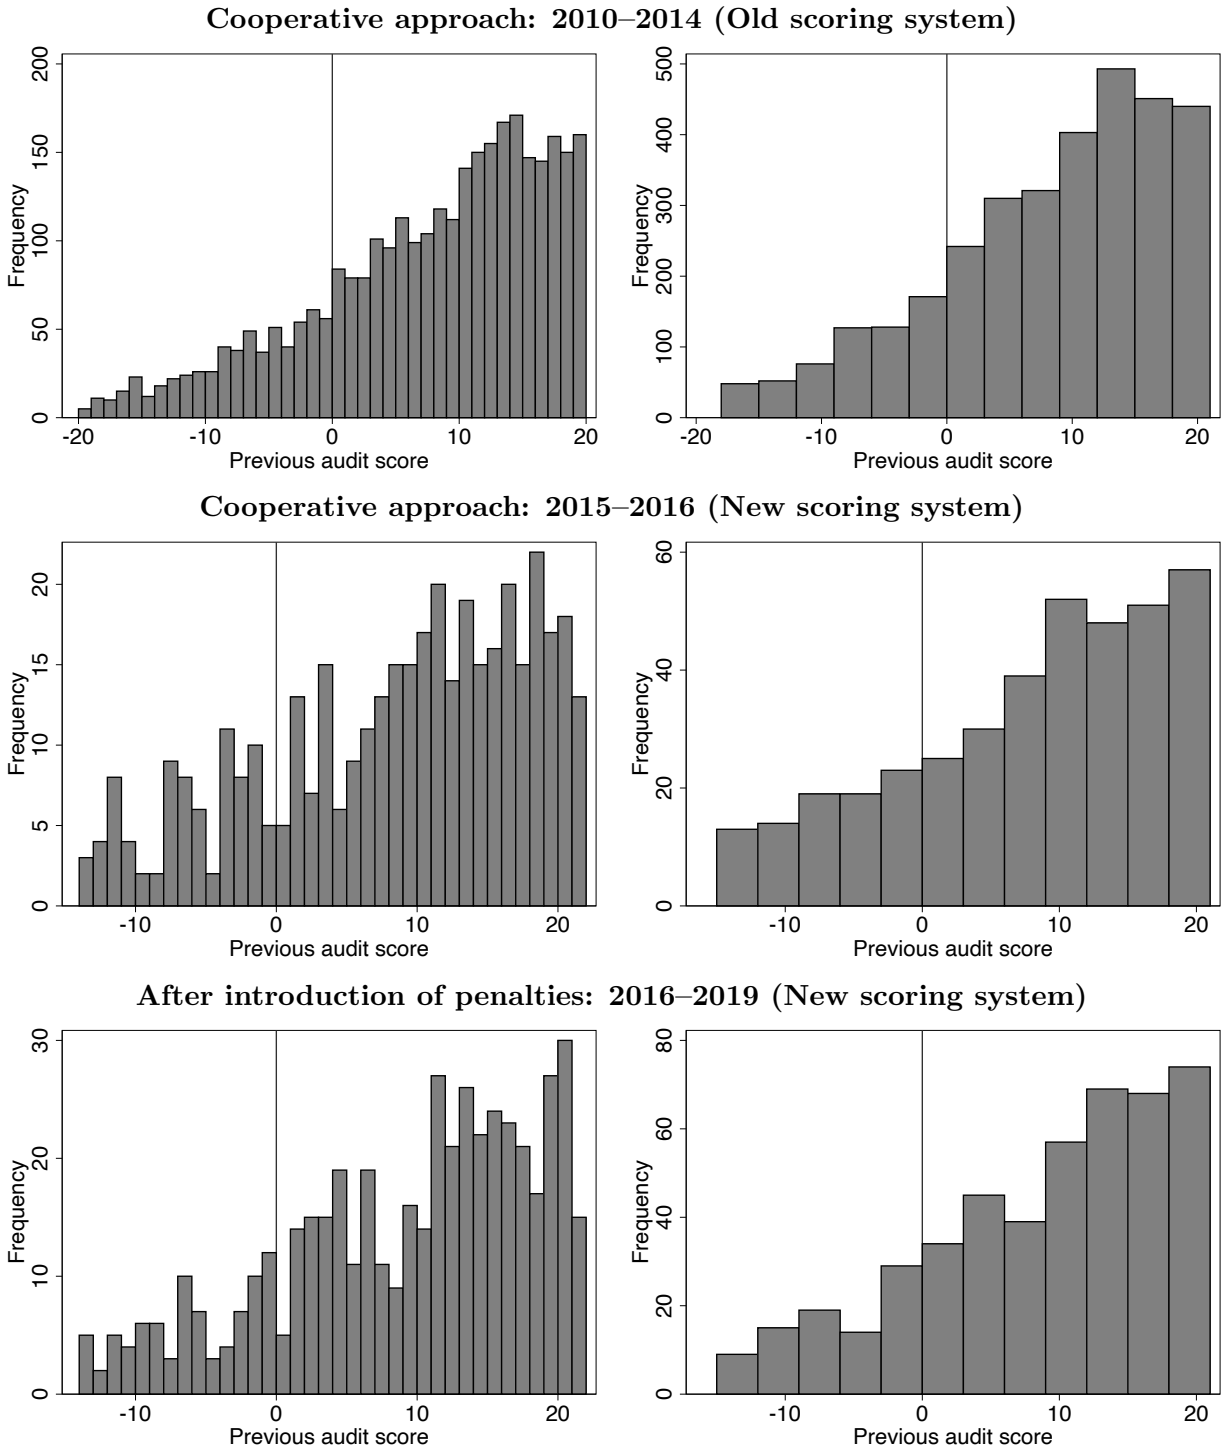 Cooperative approach: 2010–2014 (Old scoring system)
Frequency
0 50 100 150 200
-20 -10 0 10 20
Previous audit score
Frequency
0 100 200 300 400 500
-20 -10 0 10 20
Previous audit score
Cooperative approach: 2015–2016 (New scoring system)
Frequency
0 5 10 15 20
-10 0 10 20
Previous audit score
Frequency
0 20 40 60
-10 0 10 20
Previous audit score
After introduction of penalties: 2016–2019 (New scoring system)
Frequency
0 10 20 30
-10 0 10 20
Previous audit score
Frequency
0 20 40 60 80
-10 0 10 20
Previous audit score